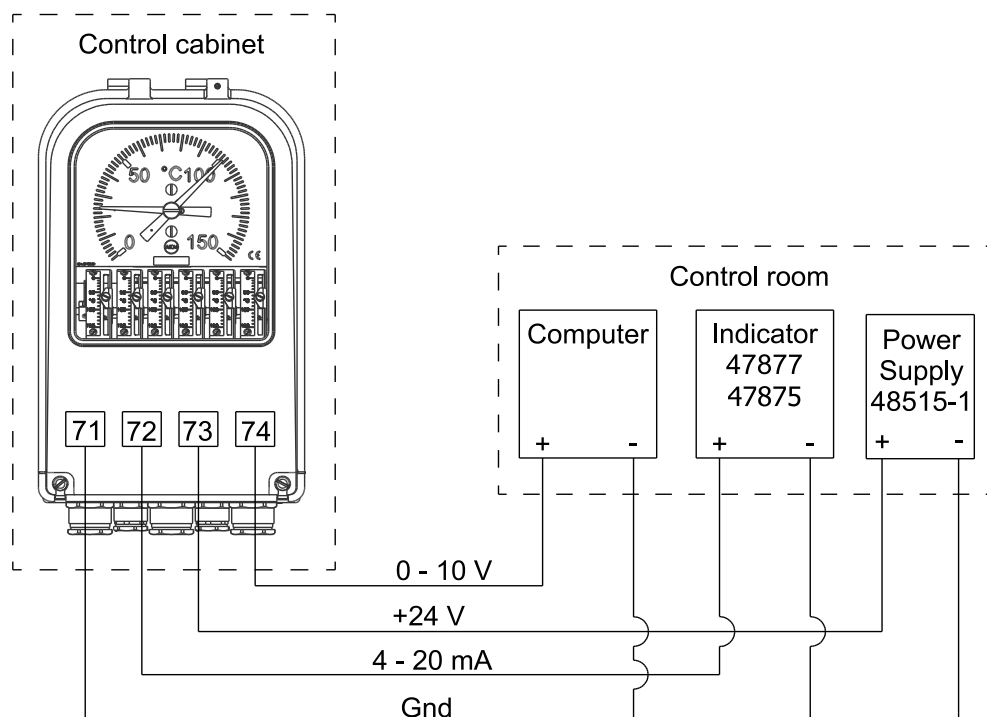 Control cabinet
50 °C 100
0 150
CE
71 72 73 74
Control room
Computer
+ -
Indicator
47877
47875
+ -
Power
Supply
48515-1
+ -
0 - 10 V
+24 V
4 - 20 mA
Gnd